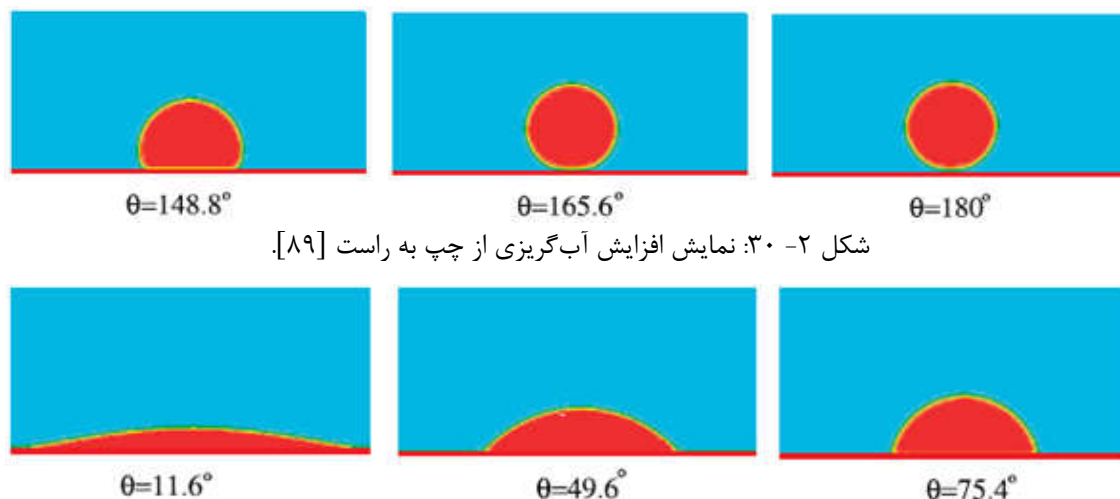 θ=148.8° θ=165.6° θ=180°
شکل ۲- ۳۰: نمایش افزایش آب‌گریزی از چپ به راست [۸۹].
θ=11.6° θ=49.6° θ=75.4°